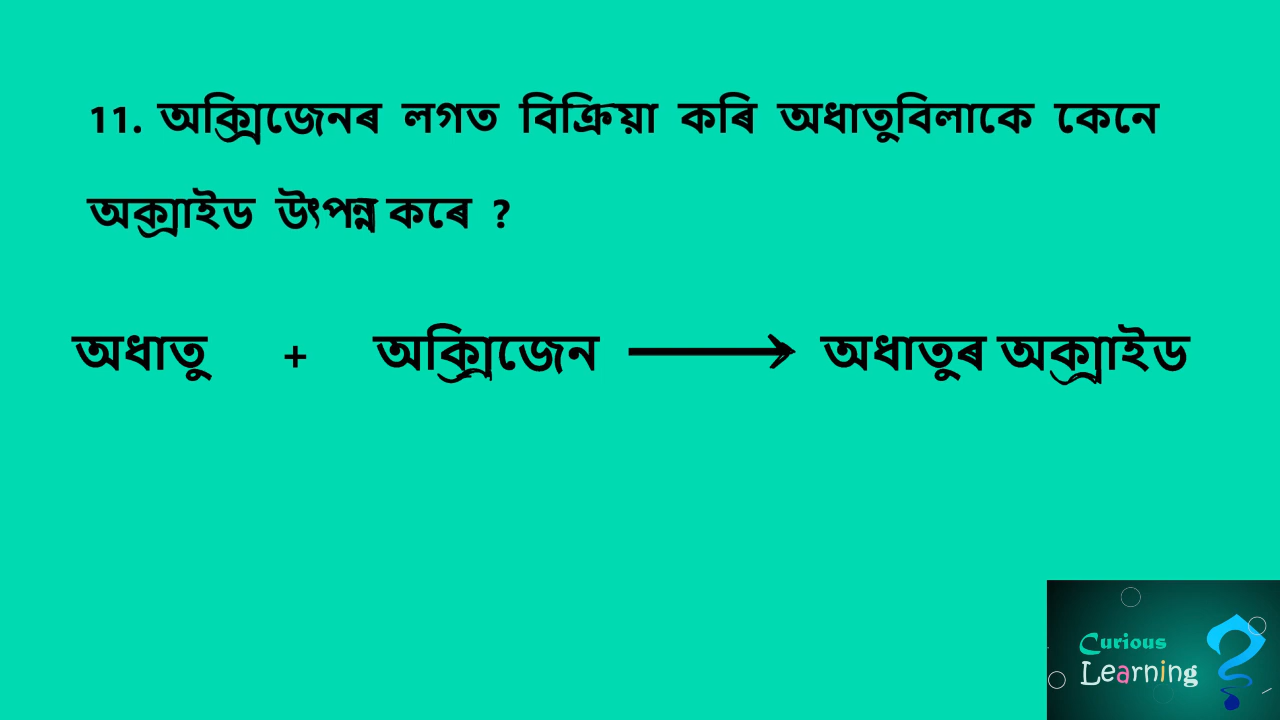 11. অক্সিজেনৰ লগত বিক্ৰিয়া কৰি অধাতুবিলাকে কেনে
অক্সাইড উৎপন্ন কৰে ?
অধাতু + অক্সিজেন ⟶ অধাতুৰ অক্সাইড
Curious
Learning